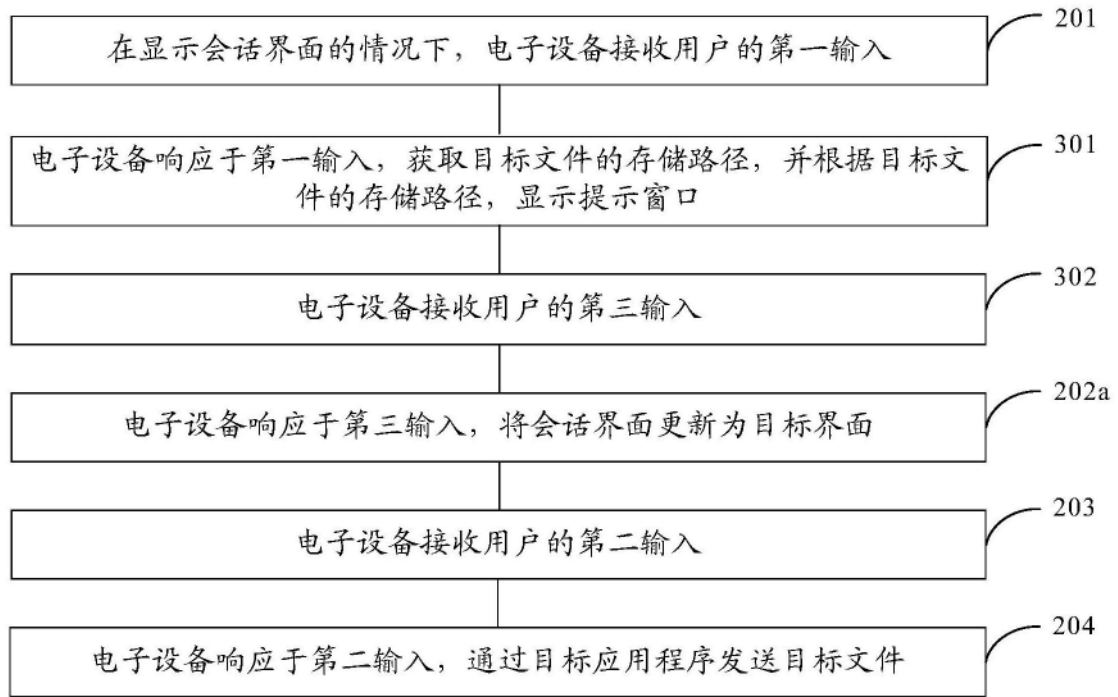 201
在显示会话界面的情况下，电子设备接收用户的第一输入
301
电子设备响应于第一输入，获取目标文件的存储路径，并根据目标文
件的存储路径，显示提示窗口
302
电子设备接收用户的第三输入
202a
电子设备响应于第三输入，将会话界面更新为目标界面
203
电子设备接收用户的第二输入
204
电子设备响应于第二输入，通过目标应用程序发送目标文件